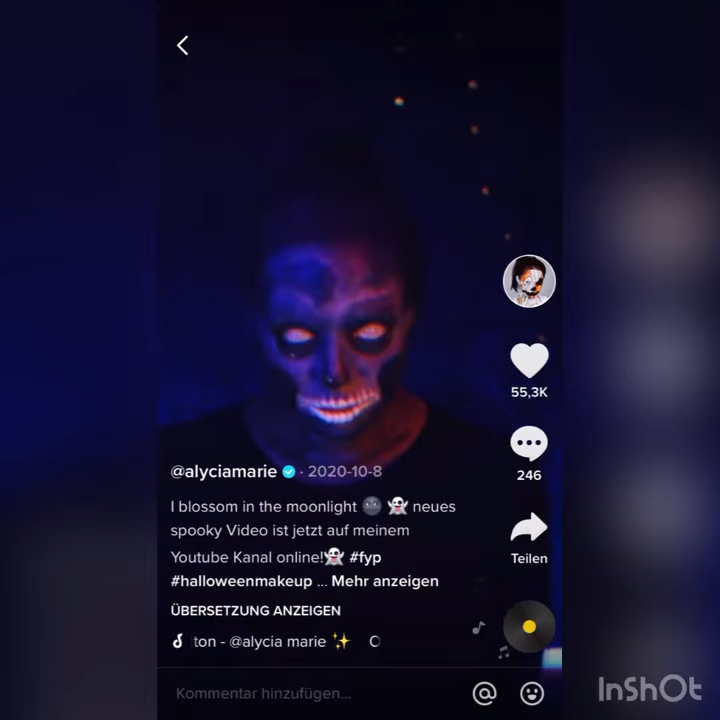 55,3K
246
@alyciamarie · 2020-10-8
I blossom in the moonlight 🌚 👻 neues
spooky Video ist jetzt auf meinem
Youtube Kanal online!👻 #fyp
#halloweenmakeup ... Mehr anzeigen
Teilen
ÜBERSETZUNG ANZEIGEN
ton - @alycia marie ✨
Kommentar hinzufügen...
InShOt